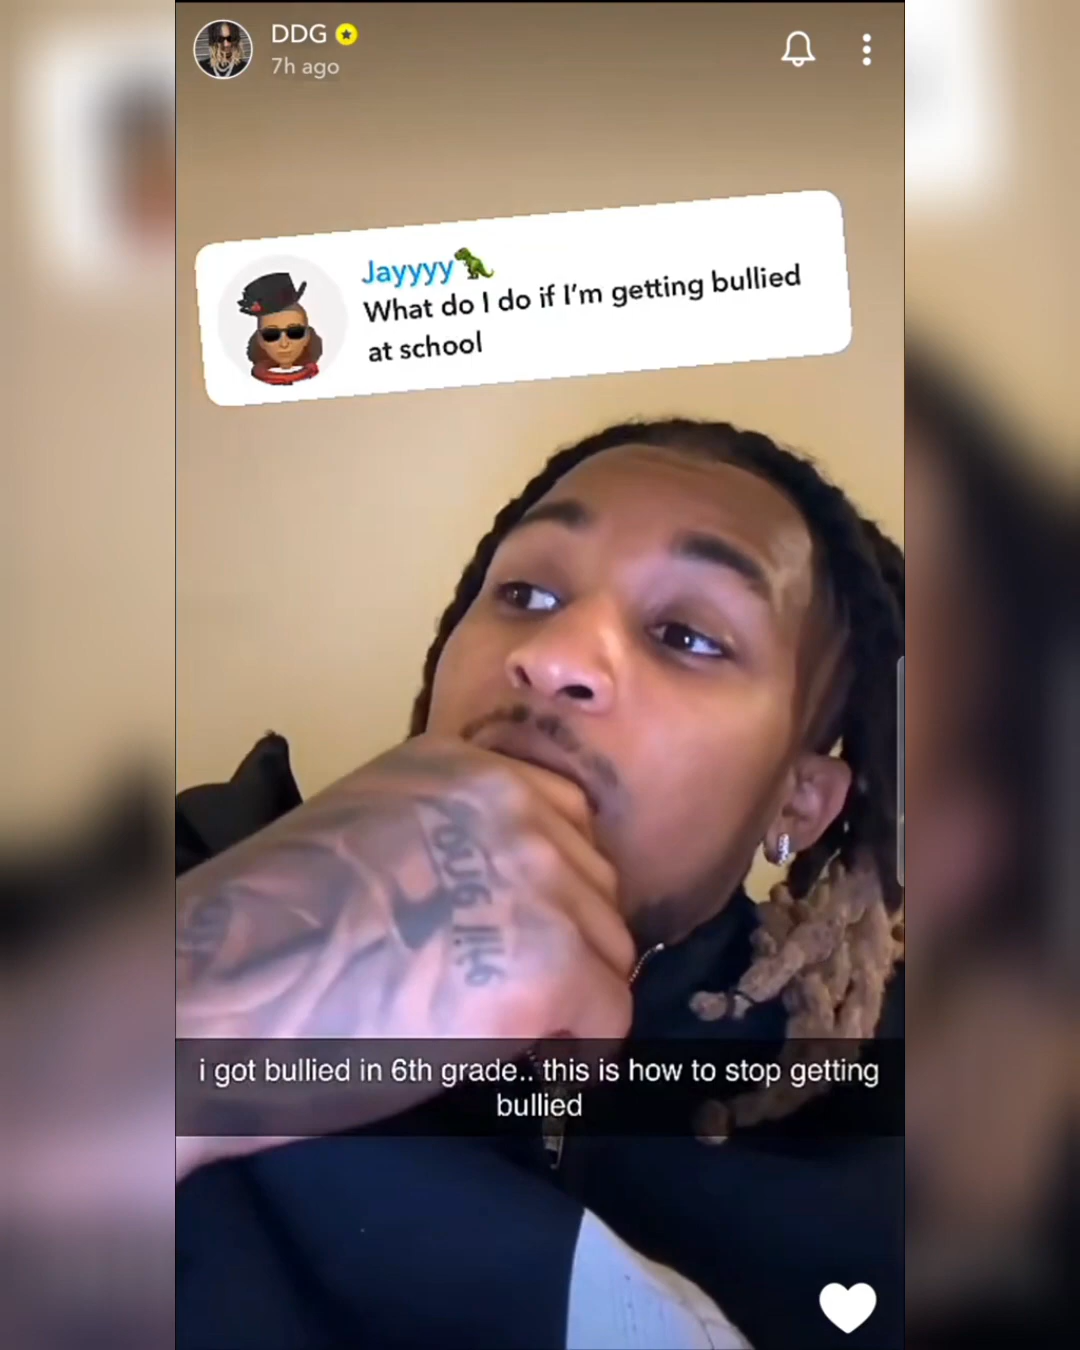 DDG
7h ago
Jayyyy🦖
What do I do if I'm getting bullied
at school
i got bullied in 6th grade.. this is how to stop getting
bullied